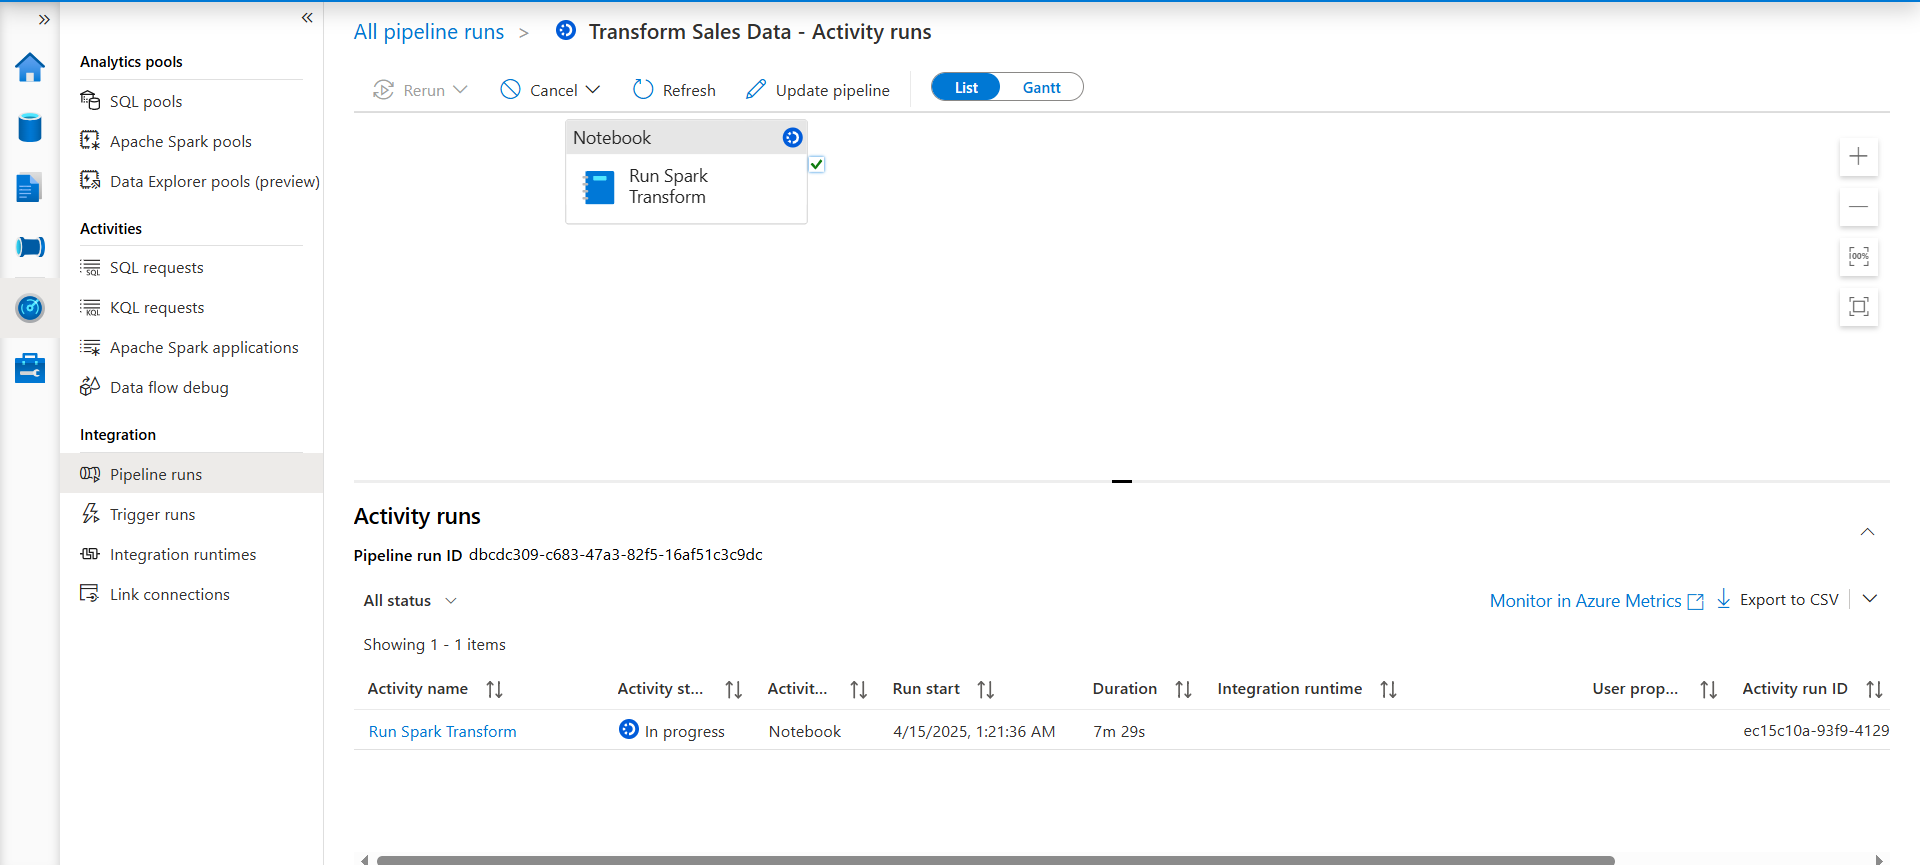 All pipeline runs > Transform Sales Data - Activity runs
Analytics pools
SQL pools
Apache Spark pools
Data Explorer pools (preview)
Activities
SQL requests
KQL requests
Apache Spark applications
Data flow debug
Integration
Pipeline runs
Trigger runs
Integration runtimes
Link connections
Rerun Cancel Refresh Update pipeline List Gantt
Notebook
Run Spark
Transform
100%
Activity runs
Pipeline run ID dbcdc309-c683-47a3-82f5-16af51c3c9dc
All status
Monitor in Azure Metrics Export to CSV
Showing 1 - 1 items
Activity name Activity st... Activit... Run start Duration Integration runtime User prop... Activity run ID
Run Spark Transform In progress Notebook 4/15/2025, 1:21:36 AM 7m 29s ec15c10a-93f9-4129